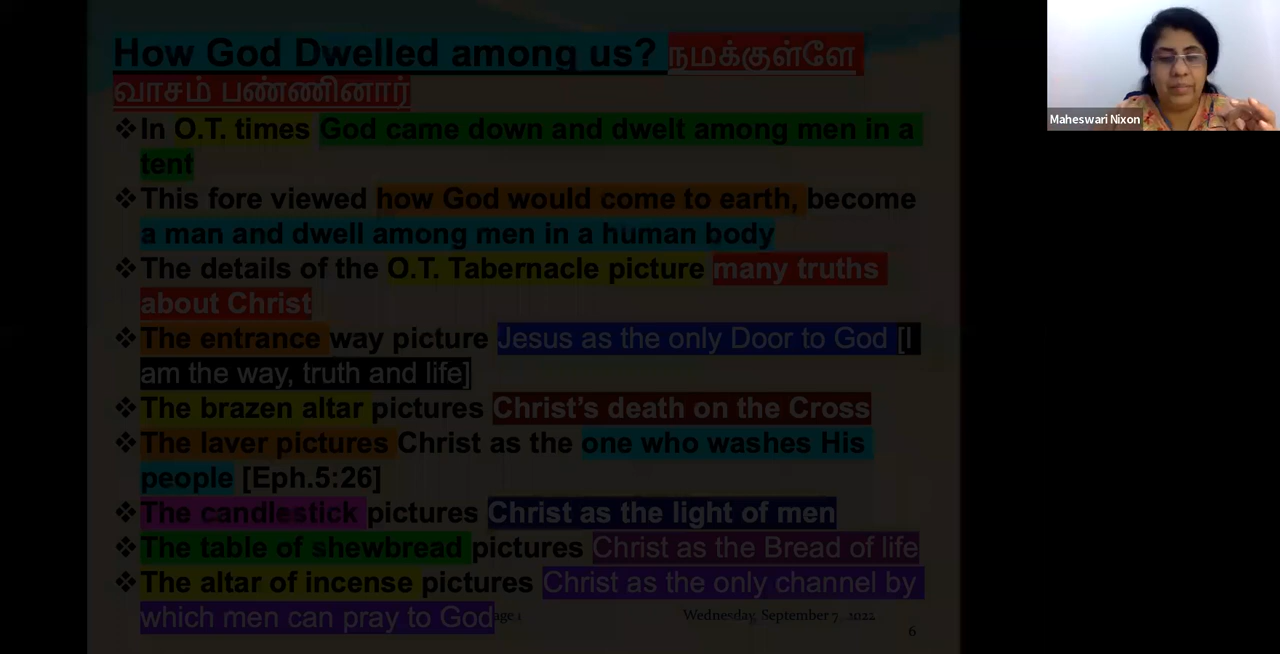 How God Dwelled among us? நமக்குள்ளே
வாசம் பண்ணினார்
❖In O.T. times God came down and dwelt among men in a
tent
❖This fore viewed how God would come to earth, become
a man and dwell among men in a human body
❖The details of the O.T. Tabernacle picture many truths
about Christ
❖The entrance way picture Jesus as the only Door to God [I
am the way, truth and life]
❖The brazen altar pictures Christ’s death on the Cross
❖The laver pictures Christ as the one who washes His
people [Eph.5:26]
❖The candlestick pictures Christ as the light of men
❖The table of shewbread pictures Christ as the Bread of life
❖The altar of incense pictures Christ as the only channel by
which men can pray to God
Wednesday, September 7, 2022
6
Maheswari Nixon